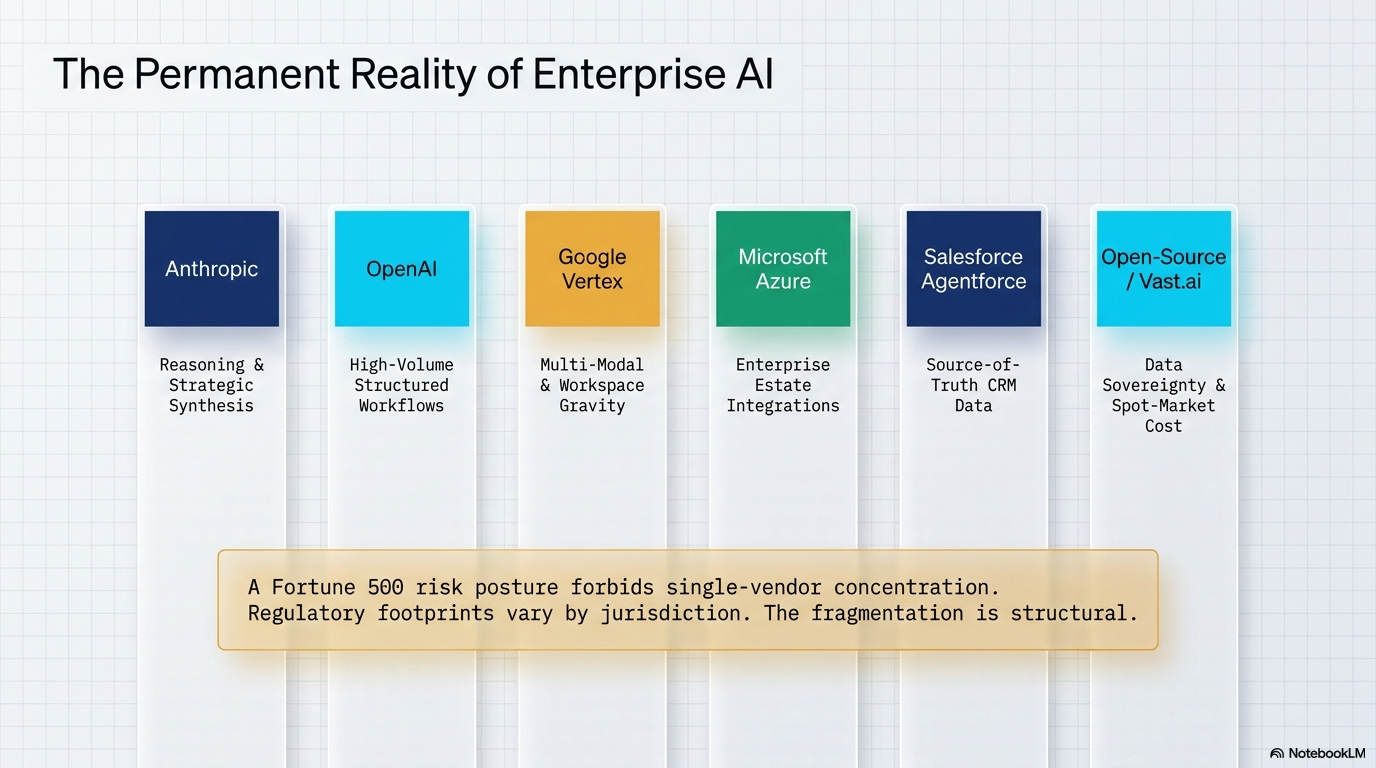 The Permanent Reality of Enterprise AI
Anthropic
OpenAI
Google
Vertex
Microsoft
Azure
Salesforce
Agentforce
Open-Source
/ Vast.ai
Reasoning &
Strategic
Synthesis
High-Volume
Structured
Workflows
Multi-Modal
& Workspace
Gravity
Enterprise
Estate
Integrations
Source-of-
Truth CRM
Data
Data
Sovereignty &
Spot-Market
Cost
A Fortune 500 risk posture forbids single-vendor concentration.
Regulatory footprints vary by jurisdiction. The fragmentation is structural.
NotebookLM